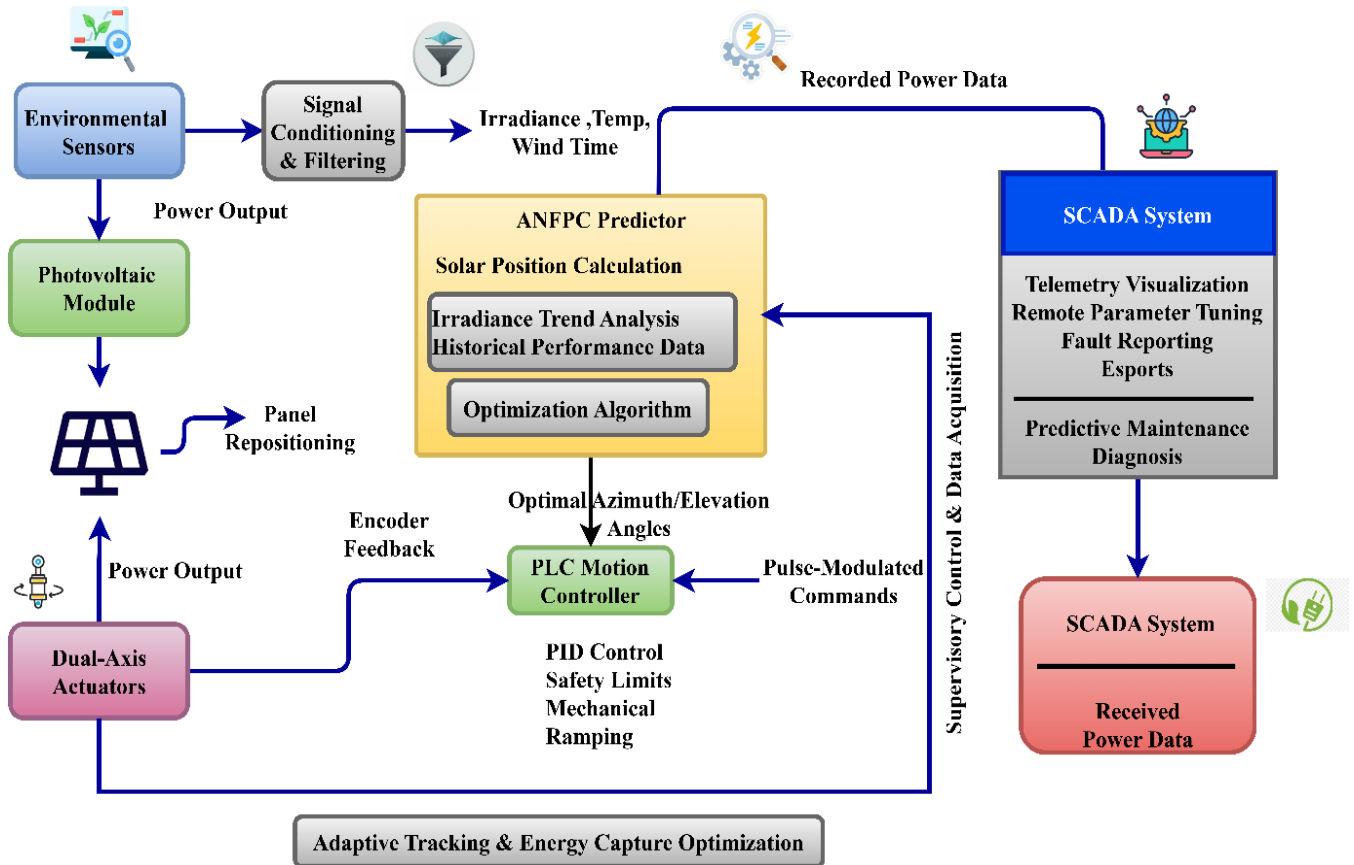 Recorded Power Data
Environmental
Sensors
Signal
Conditioning
& Filtering
Irradiance ,Temp,
Wind Time
SCADA System
Telemetry Visualization
Remote Parameter Tuning
Fault Reporting
Esports
Predictive Maintenance
Diagnosis
Power Output
Photovoltaic
Module
ANFPC Predictor
Solar Position Calculation
Irradiance Trend Analysis
Historical Performance Data
Optimization Algorithm
Panel
Repositioning
Optimal Azimuth/Elevation
Angles
Encoder
Feedback
Power Output
PLC Motion
Controller
Pulse-Modulated
Commands
Supervisory Control & Data Acquisition
SCADA System
Received
Power Data
Dual-Axis
Actuators
PID Control
Safety Limits
Mechanical
Ramping
Adaptive Tracking & Energy Capture Optimization